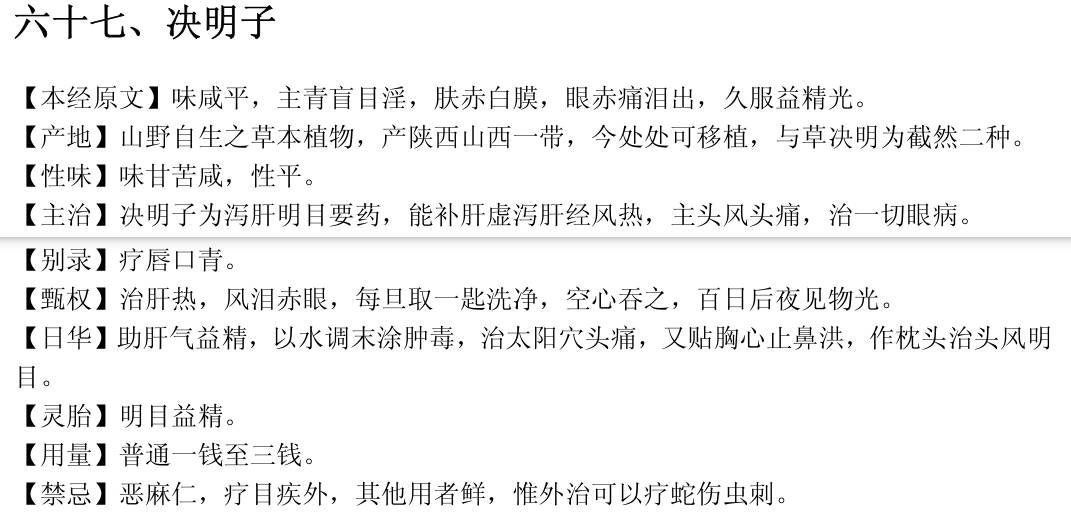 六十七、决明子
【本经原文】味咸平，主青盲目淫，肤赤白膜，眼赤痛泪出，久服益精光。
【产地】山野自生之草本植物，产陕西山西一带，今处处可移植，与草决明为截然二种。
【性味】味甘苦咸，性平。
【主治】决明子为泻肝明目要药，能补肝虚泻肝经风热，主头风头痛，治一切眼病。
【别录】疗唇口青。
【甄权】治肝热，风泪赤眼，每旦取一匙洗净，空心吞之，百日后夜见物光。
【日华】助肝气益精，以水调末涂肿毒，治太阳穴头痛，又贴胸心止鼻洪，作枕头治头风明
目。
【灵胎】明目益精。
【用量】普通一钱至三钱。
【禁忌】恶麻仁，疗目疾外，其他用者鲜，惟外治可以疗蛇伤虫刺。